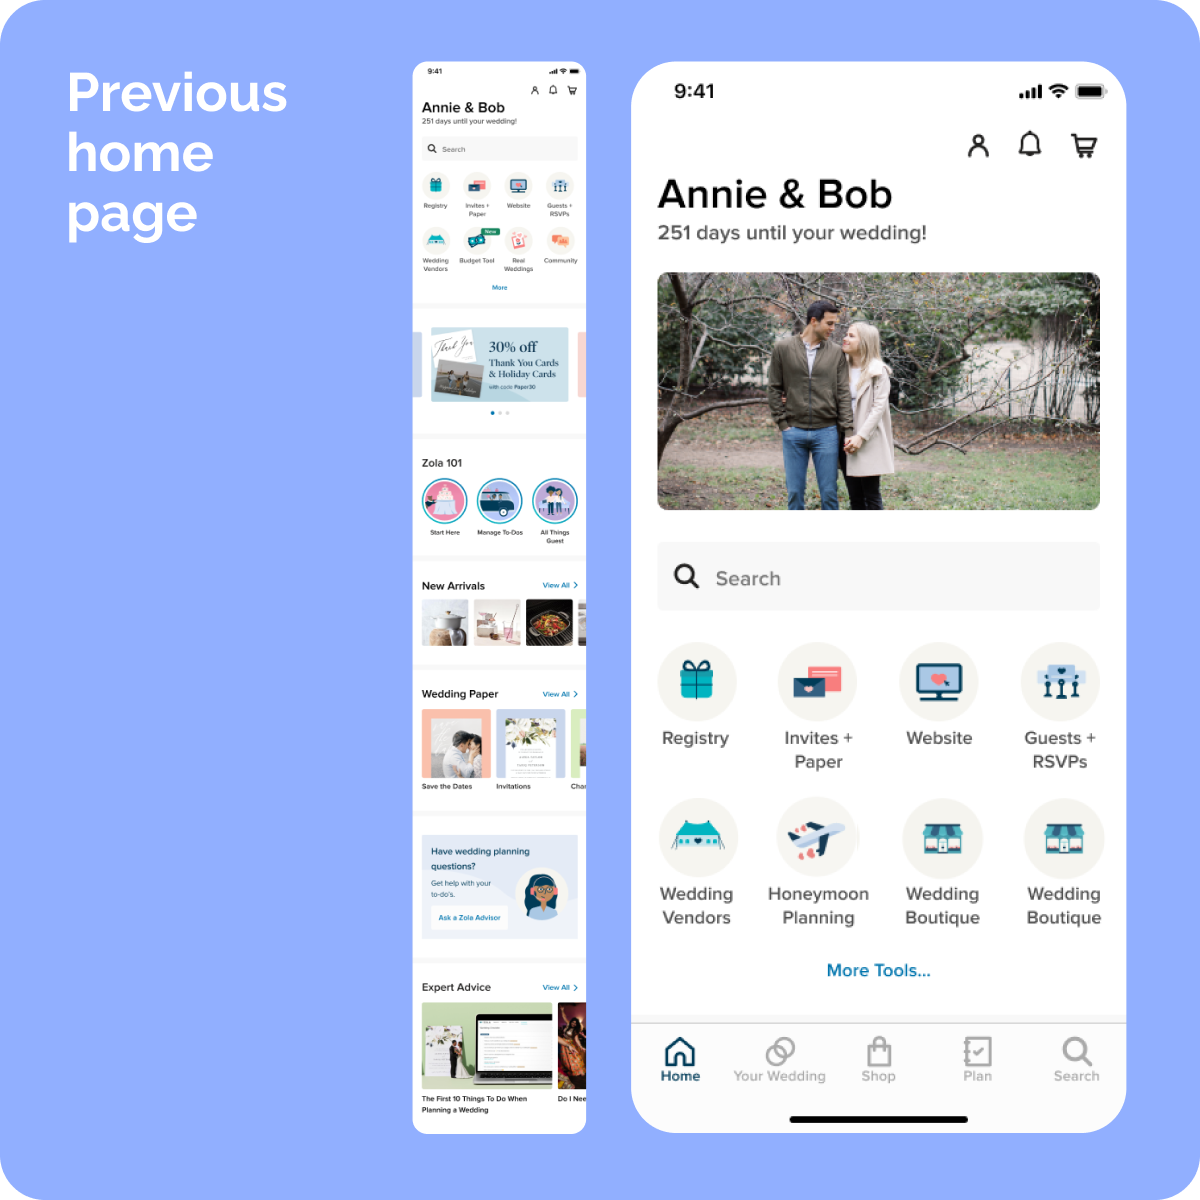 Previous
home
page
9:41
Annie & Bob
251 days until your wedding!
Search
Registry
Invites +
Paper
Website
Guests +
RSVPs
Wedding
Vendors
New
Budget Tool
Real
Weddings
Community
More
Thank You
30% off
Thank You Cards
& Holiday Cards
with code Paper30
Zola 101
Start Here
Manage To-Dos
All Things
Guest
New Arrivals
View All
Wedding Paper
View All
Save the Dates
Invitations
Cha
Have wedding planning
questions?
Get help with your
to-do's.
Ask a Zola Advisor
Expert Advice
View All
The First 10 Things To Do When
Planning a Wedding
Do I Nee
9:41
Annie & Bob
251 days until your wedding!
Search
Registry
Invites +
Paper
Website
Guests +
RSVPs
Wedding
Vendors
Honeymoon
Planning
Wedding
Boutique
Wedding
Boutique
More Tools...
Home
Your Wedding
Shop
Plan
Search